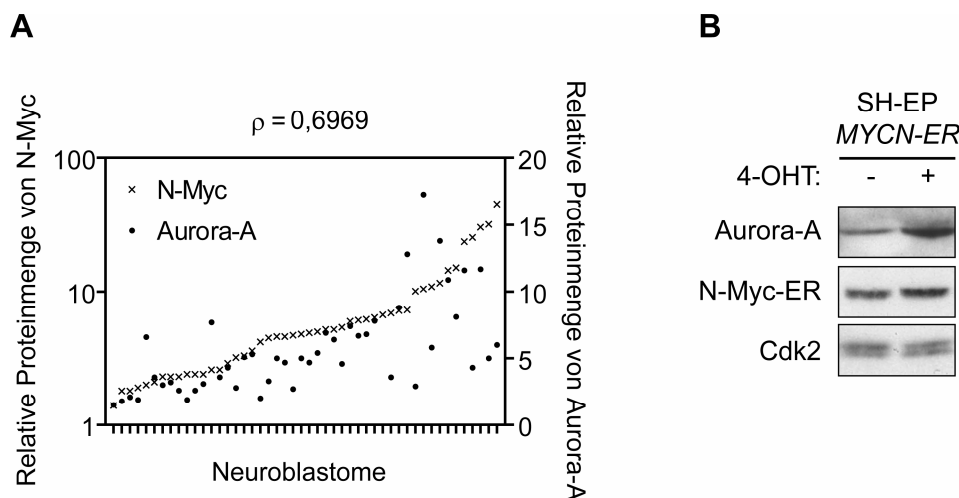 A
B
ρ = 0,6969
Relative Proteinmenge von N-Myc
Relative Proteinmenge von Aurora-A
100
10
1
20
15
10
5
0
× N-Myc
• Aurora-A
Neuroblastome
SH-EP
MYCN-ER
4-OHT: - +
Aurora-A
N-Myc-ER
Cdk2